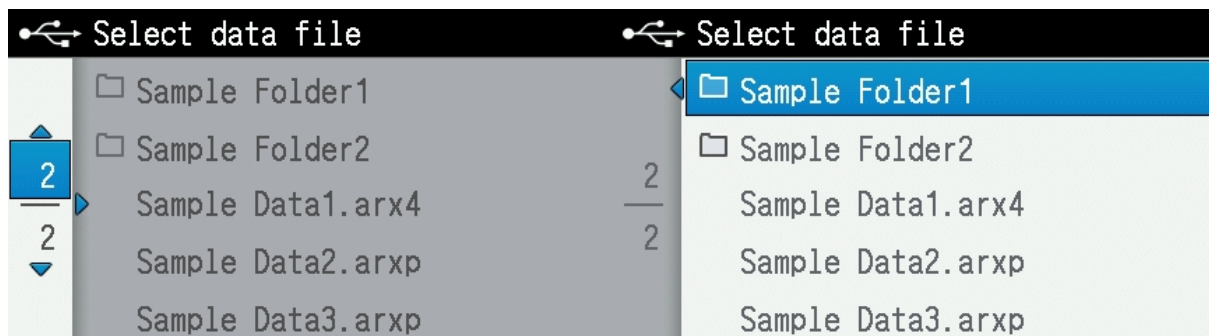 Select data file
Sample Folder1
Sample Folder2
2
2
Sample Data1.arx4
Sample Data2.arxp
Sample Data3.arxp
Select data file
Sample Folder1
Sample Folder2
2
2
Sample Data1.arx4
Sample Data2.arxp
Sample Data3.arxp